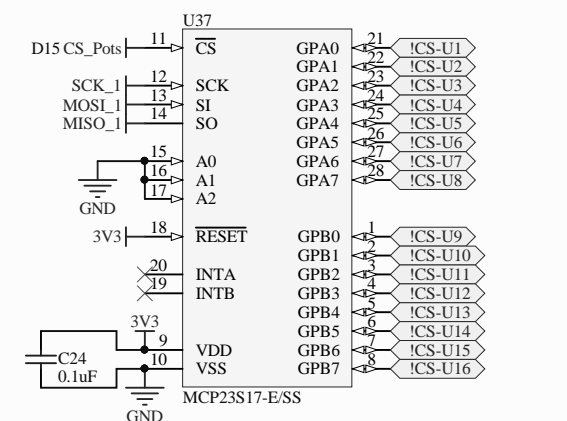 U37
D15 CS_Pots 11 CS GPA0 21 !CS-U1
GPA1 22 !CS-U2
SCK_1 12 SCK GPA2 23 !CS-U3
MOSI_1 13 SI GPA3 24 !CS-U4
MISO_1 14 SO GPA4 25 !CS-U5
GPA5 26 !CS-U6
15 A0 GPA6 27 !CS-U7
16 A1 GPA7 28 !CS-U8
17 A2
GND
3V3 18 RESET GPB0 1 !CS-U9
GPB1 2 !CS-U10
20 INTA GPB2 3 !CS-U11
19 INTB GPB3 4 !CS-U12
GPB4 5 !CS-U13
3V3 GPB5 6 !CS-U14
9 VDD GPB6 7 !CS-U15
C24 10 VSS GPB7 8 !CS-U16
0.1uF
MCP23S17-E/SS
GND